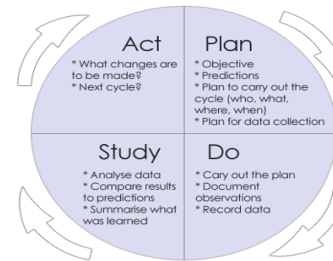 Act
* What changes are
to be made?
* Next cycle?
Plan
* Objective
* Predictions
* Plan to carry out the
cycle (who, what,
where, when)
* Plan for data collection
Study
* Analyse data
* Compare results
to predictions
* Summarise what
was learned
Do
* Cary out the plan
* Document
observations
* Record data